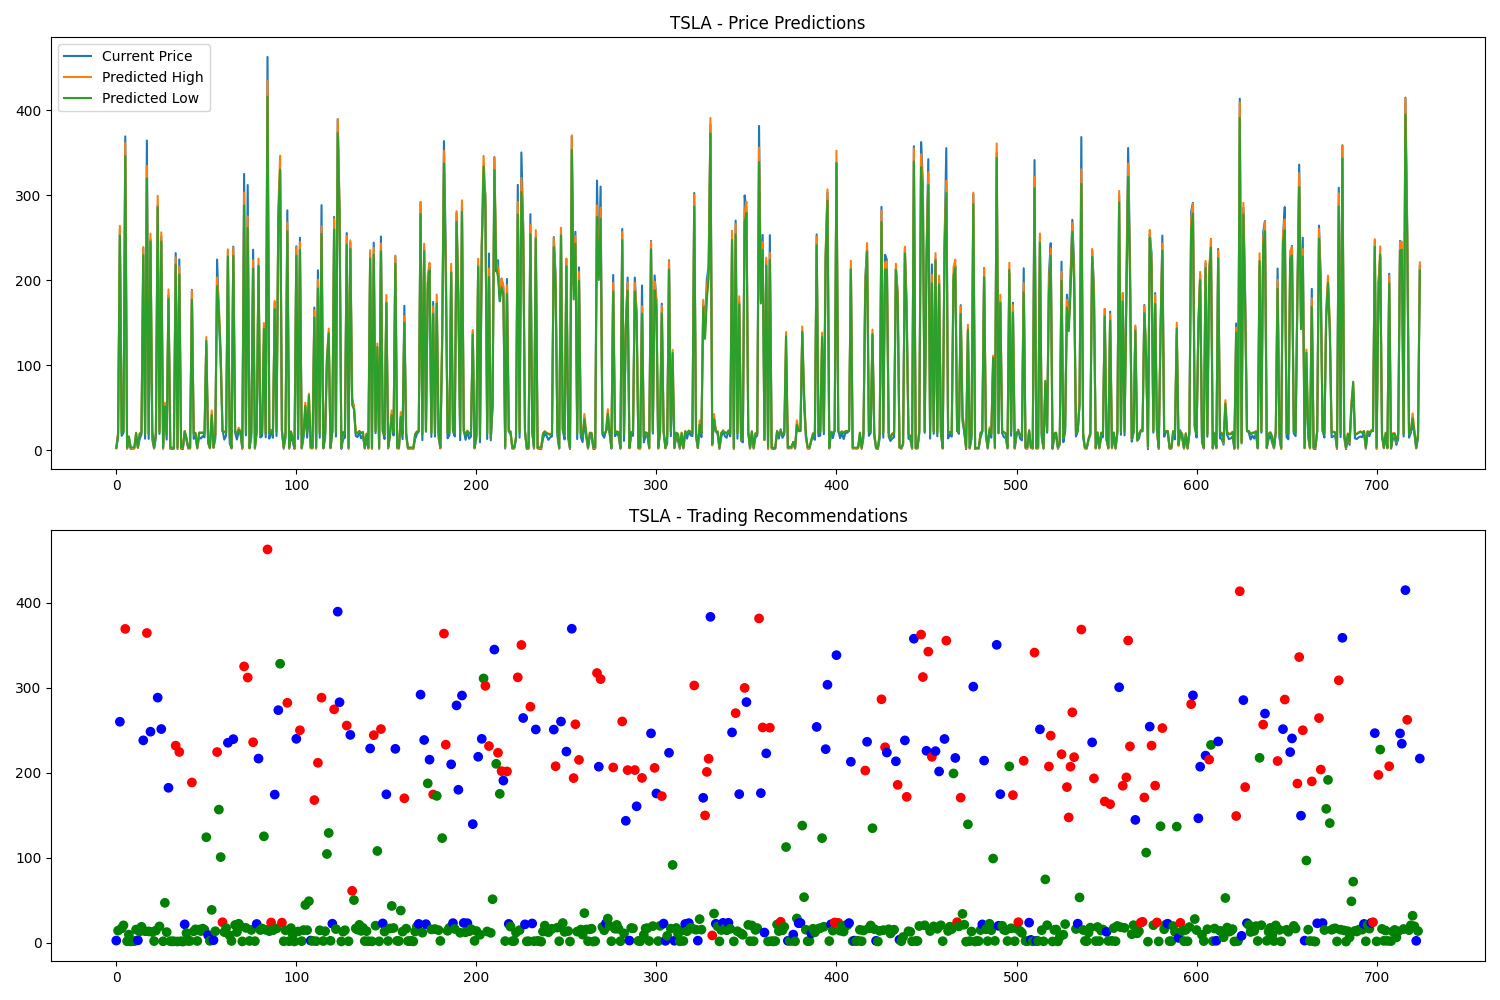 TSLA - Price Predictions
Current Price
Predicted High
Predicted Low
400
300
200
100
0
0 100 200 300 400 500 600 700
TSLA - Trading Recommendations
400
300
200
100
0
0 100 200 300 400 500 600 700